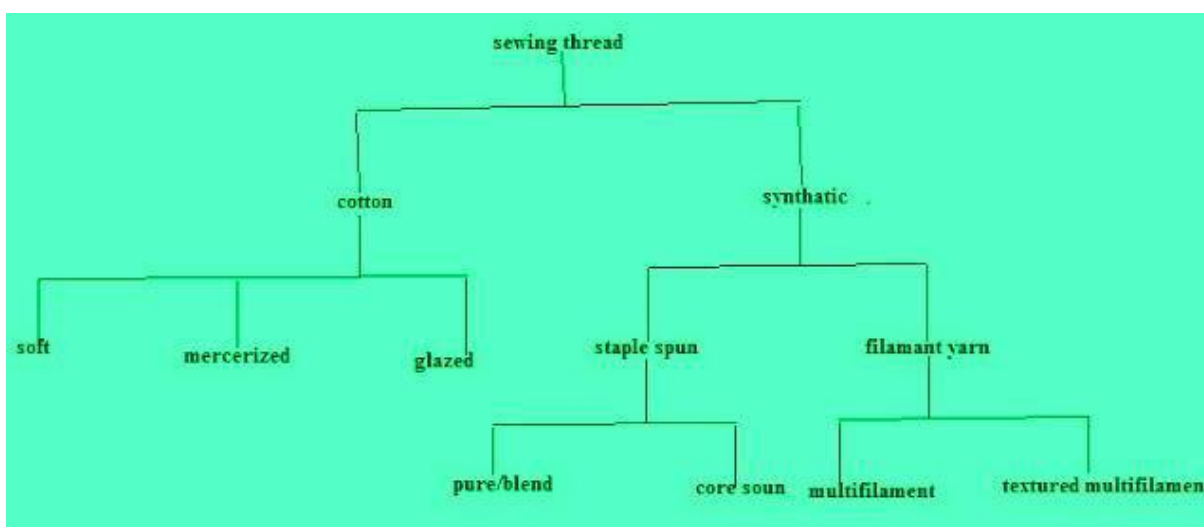 sewing thread
cotton
synthatic
soft
mercerized
glazed
staple spun
filamant yarn
pure/blend
core soun
multifilament
textured multifilamen